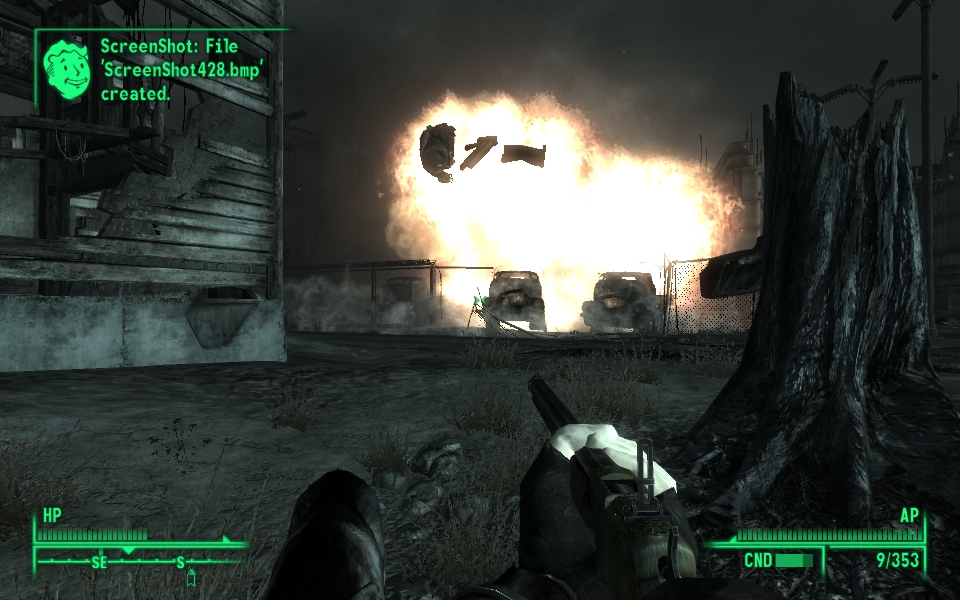 ScreenShot: File
'ScreenShot428.bmp'
created.
HP
SE
S
AP
CND
9/353